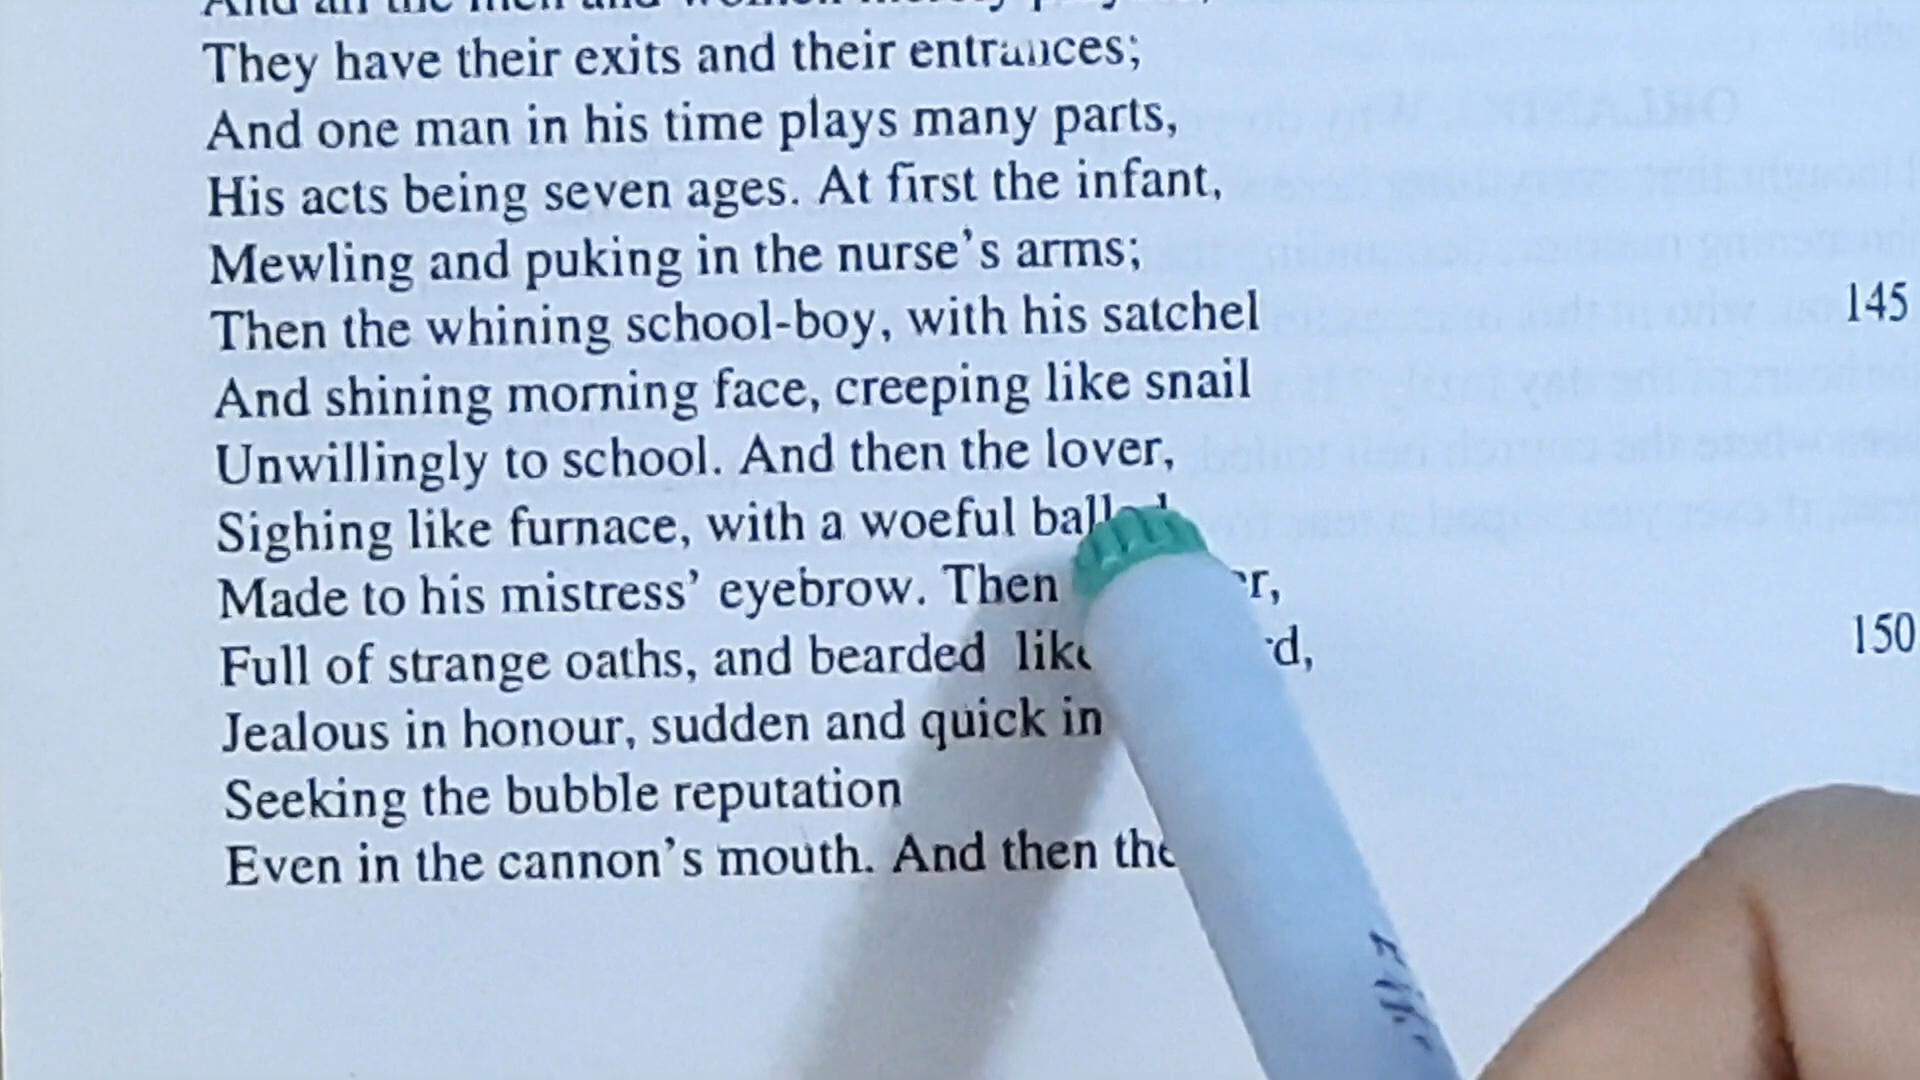 They have their exits and their entrances;
And one man in his time plays many parts,
His acts being seven ages. At first the infant,
Mewling and puking in the nurse's arms;
Then the whining school-boy, with his satchel 145
And shining morning face, creeping like snail
Unwillingly to school. And then the lover,
Sighing like furnace, with a woeful
Made to his mistress' eyebrow. Then
Full of strange oaths, and bearded like 150
Jealous in honour, sudden and quick in
Seeking the bubble reputation
Even in the cannon's mouth. And then the